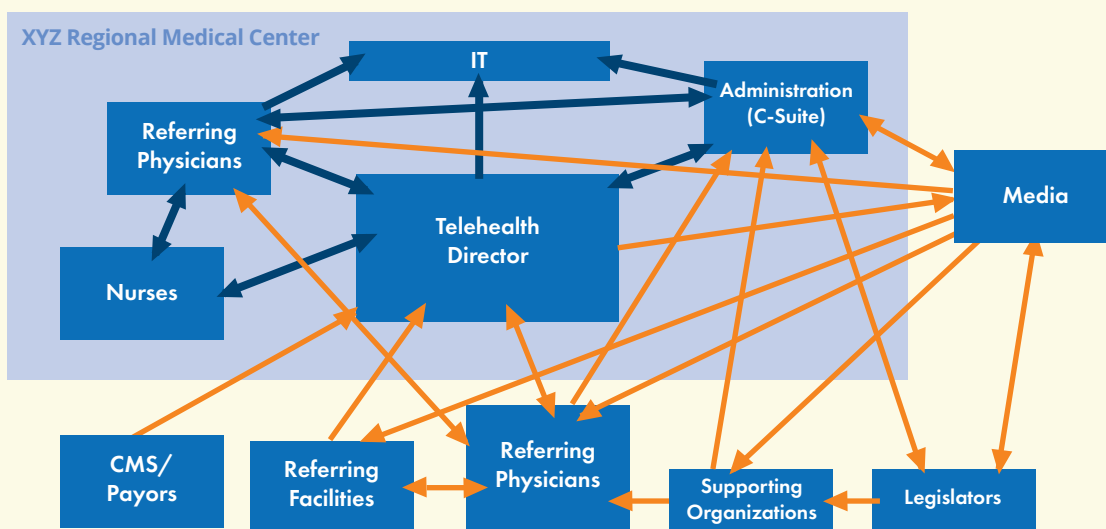 XYZ Regional Medical Center
IT
Administration
(C-Suite)
Referring
Physicians
Media
Telehealth
Director
Nurses
CMS/
Payors
Referring
Facilities
Referring
Physicians
Supporting
Organizations
Legislators